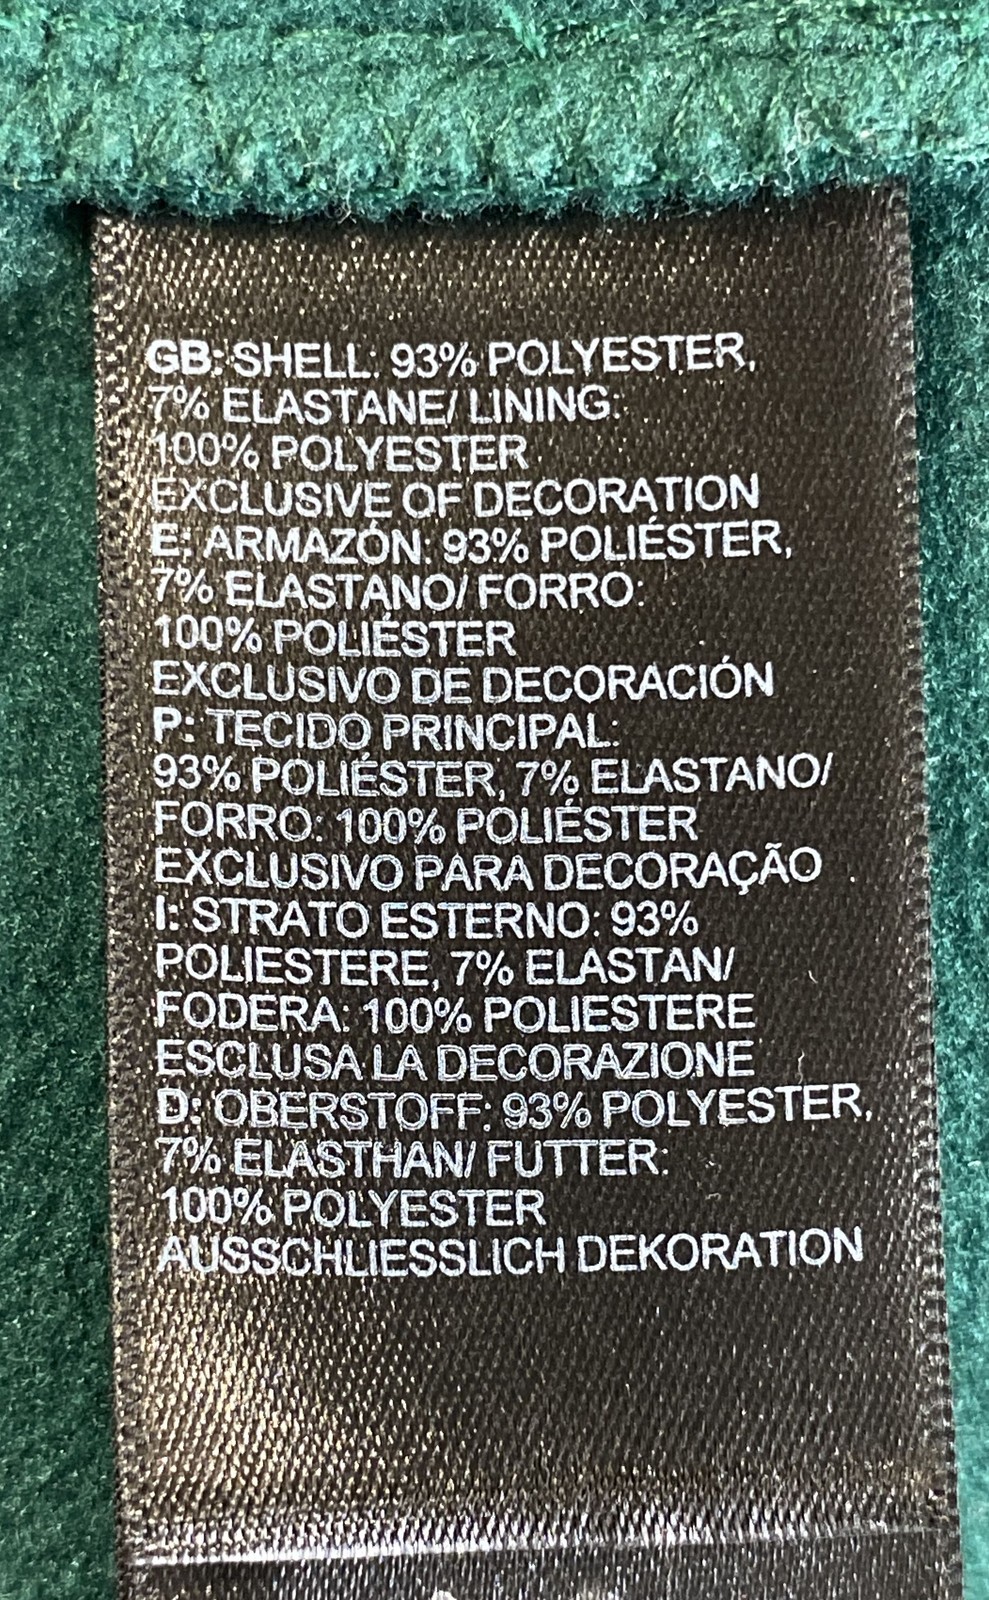 GB: SHELL: 93% POLYESTER,
7% ELASTANE/ LINING:
100% POLYESTER
EXCLUSIVE OF DECORATION
E: ARMAZÓN: 93% POLIÉSTER,
7% ELASTANO/ FORRO:
100% POLIÉSTER
EXCLUSIVO DE DECORACIÓN
P: TECIDO PRINCIPAL:
93% POLIÉSTER, 7% ELASTANO/
FORRO: 100% POLIÉSTER
EXCLUSIVO PARA DECORAÇÃO
I: STRATO ESTERNO: 93%
POLIESTERE, 7% ELASTAN/
FODERA: 100% POLIESTERE
ESCLUSA LA DECORAZIONE
D: OBERSTOFF: 93% POLYESTER,
7% ELASTHAN/ FUTTER:
100% POLYESTER
AUSSCHLIESSLICH DEKORATION